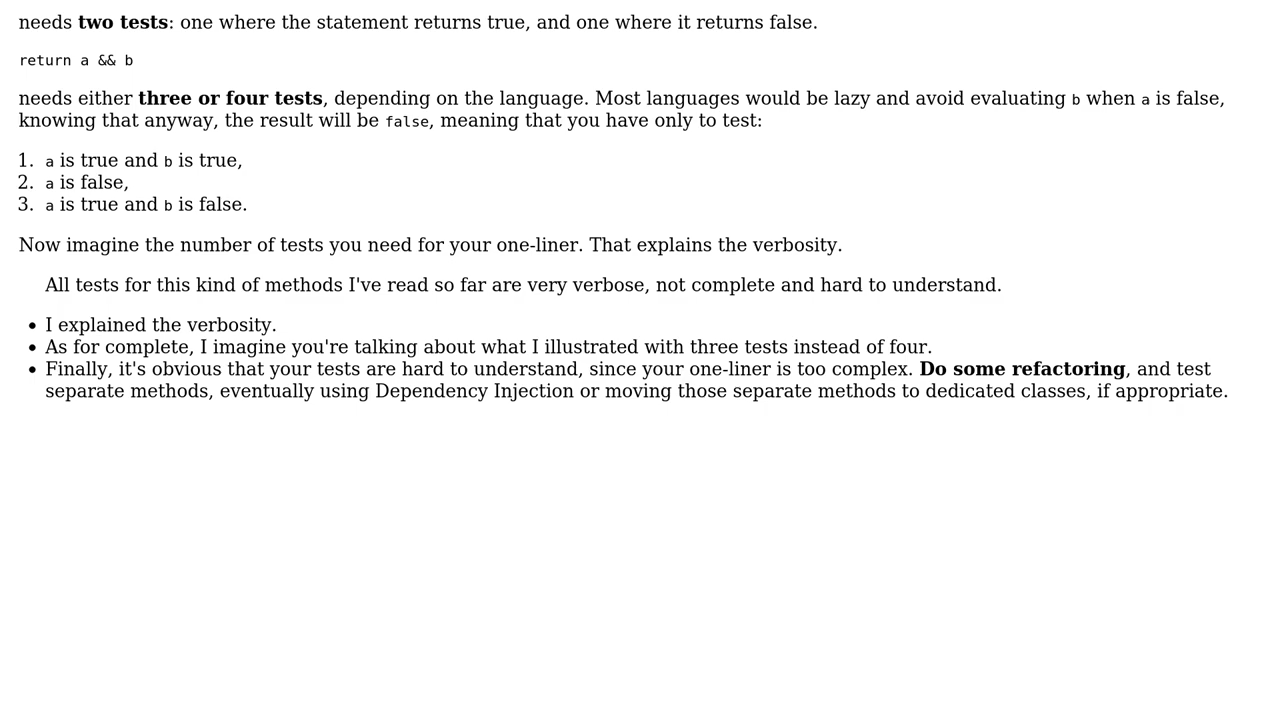 needs two tests: one where the statement returns true, and one where it returns false.
return a && b
needs either three or four tests, depending on the language. Most languages would be lazy and avoid evaluating b when a is false,
knowing that anyway, the result will be false, meaning that you have only to test:
1. a is true and b is true,
2. a is false,
3. a is true and b is false.
Now imagine the number of tests you need for your one-liner. That explains the verbosity.
All tests for this kind of methods I've read so far are very verbose, not complete and hard to understand.
• I explained the verbosity.
• As for complete, I imagine you're talking about what I illustrated with three tests instead of four.
• Finally, it's obvious that your tests are hard to understand, since your one-liner is too complex. Do some refactoring, and test
separate methods, eventually using Dependency Injection or moving those separate methods to dedicated classes, if appropriate.